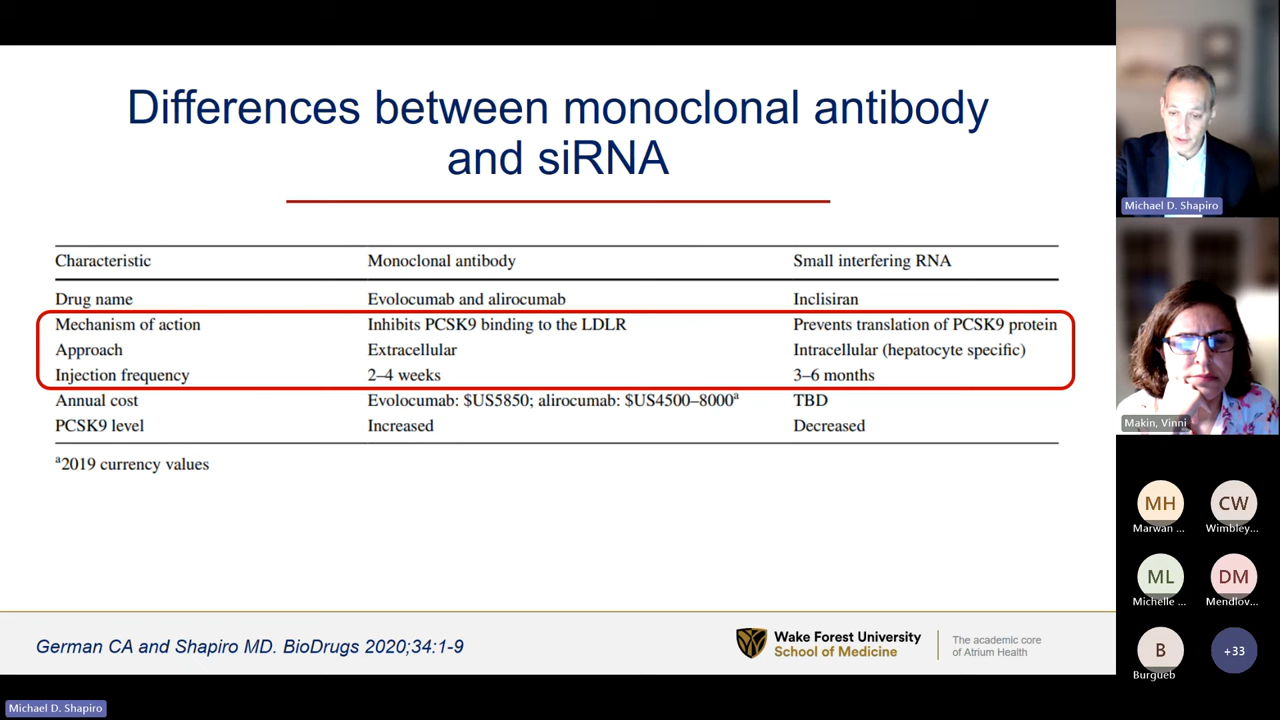 Differences between monoclonal antibody
and siRNA
Characteristic Monoclonal antibody Small interfering RNA
Drug name Evolocumab and alirocumab Inclisiran
Mechanism of action Inhibits PCSK9 binding to the LDLR Prevents translation of PCSK9 protein
Approach Extracellular Intracellular (hepatocyte specific)
Injection frequency 2–4 weeks 3–6 months
Annual cost Evolocumab: $US5850; alirocumab: $US4500–8000ᵃ TBD
PCSK9 level Increased Decreased
ᵃ2019 currency values
German CA and Shapiro MD. BioDrugs 2020;34:1-9
Wake Forest University
School of Medicine
The academic core
of Atrium Health
Michael D. Shapiro
Michael D. Shapiro
Makin, Vinni
MH CW
Marwan ... Wimbley...
ML DM
Michelle ... Mendlov...
B +33
Burgueb